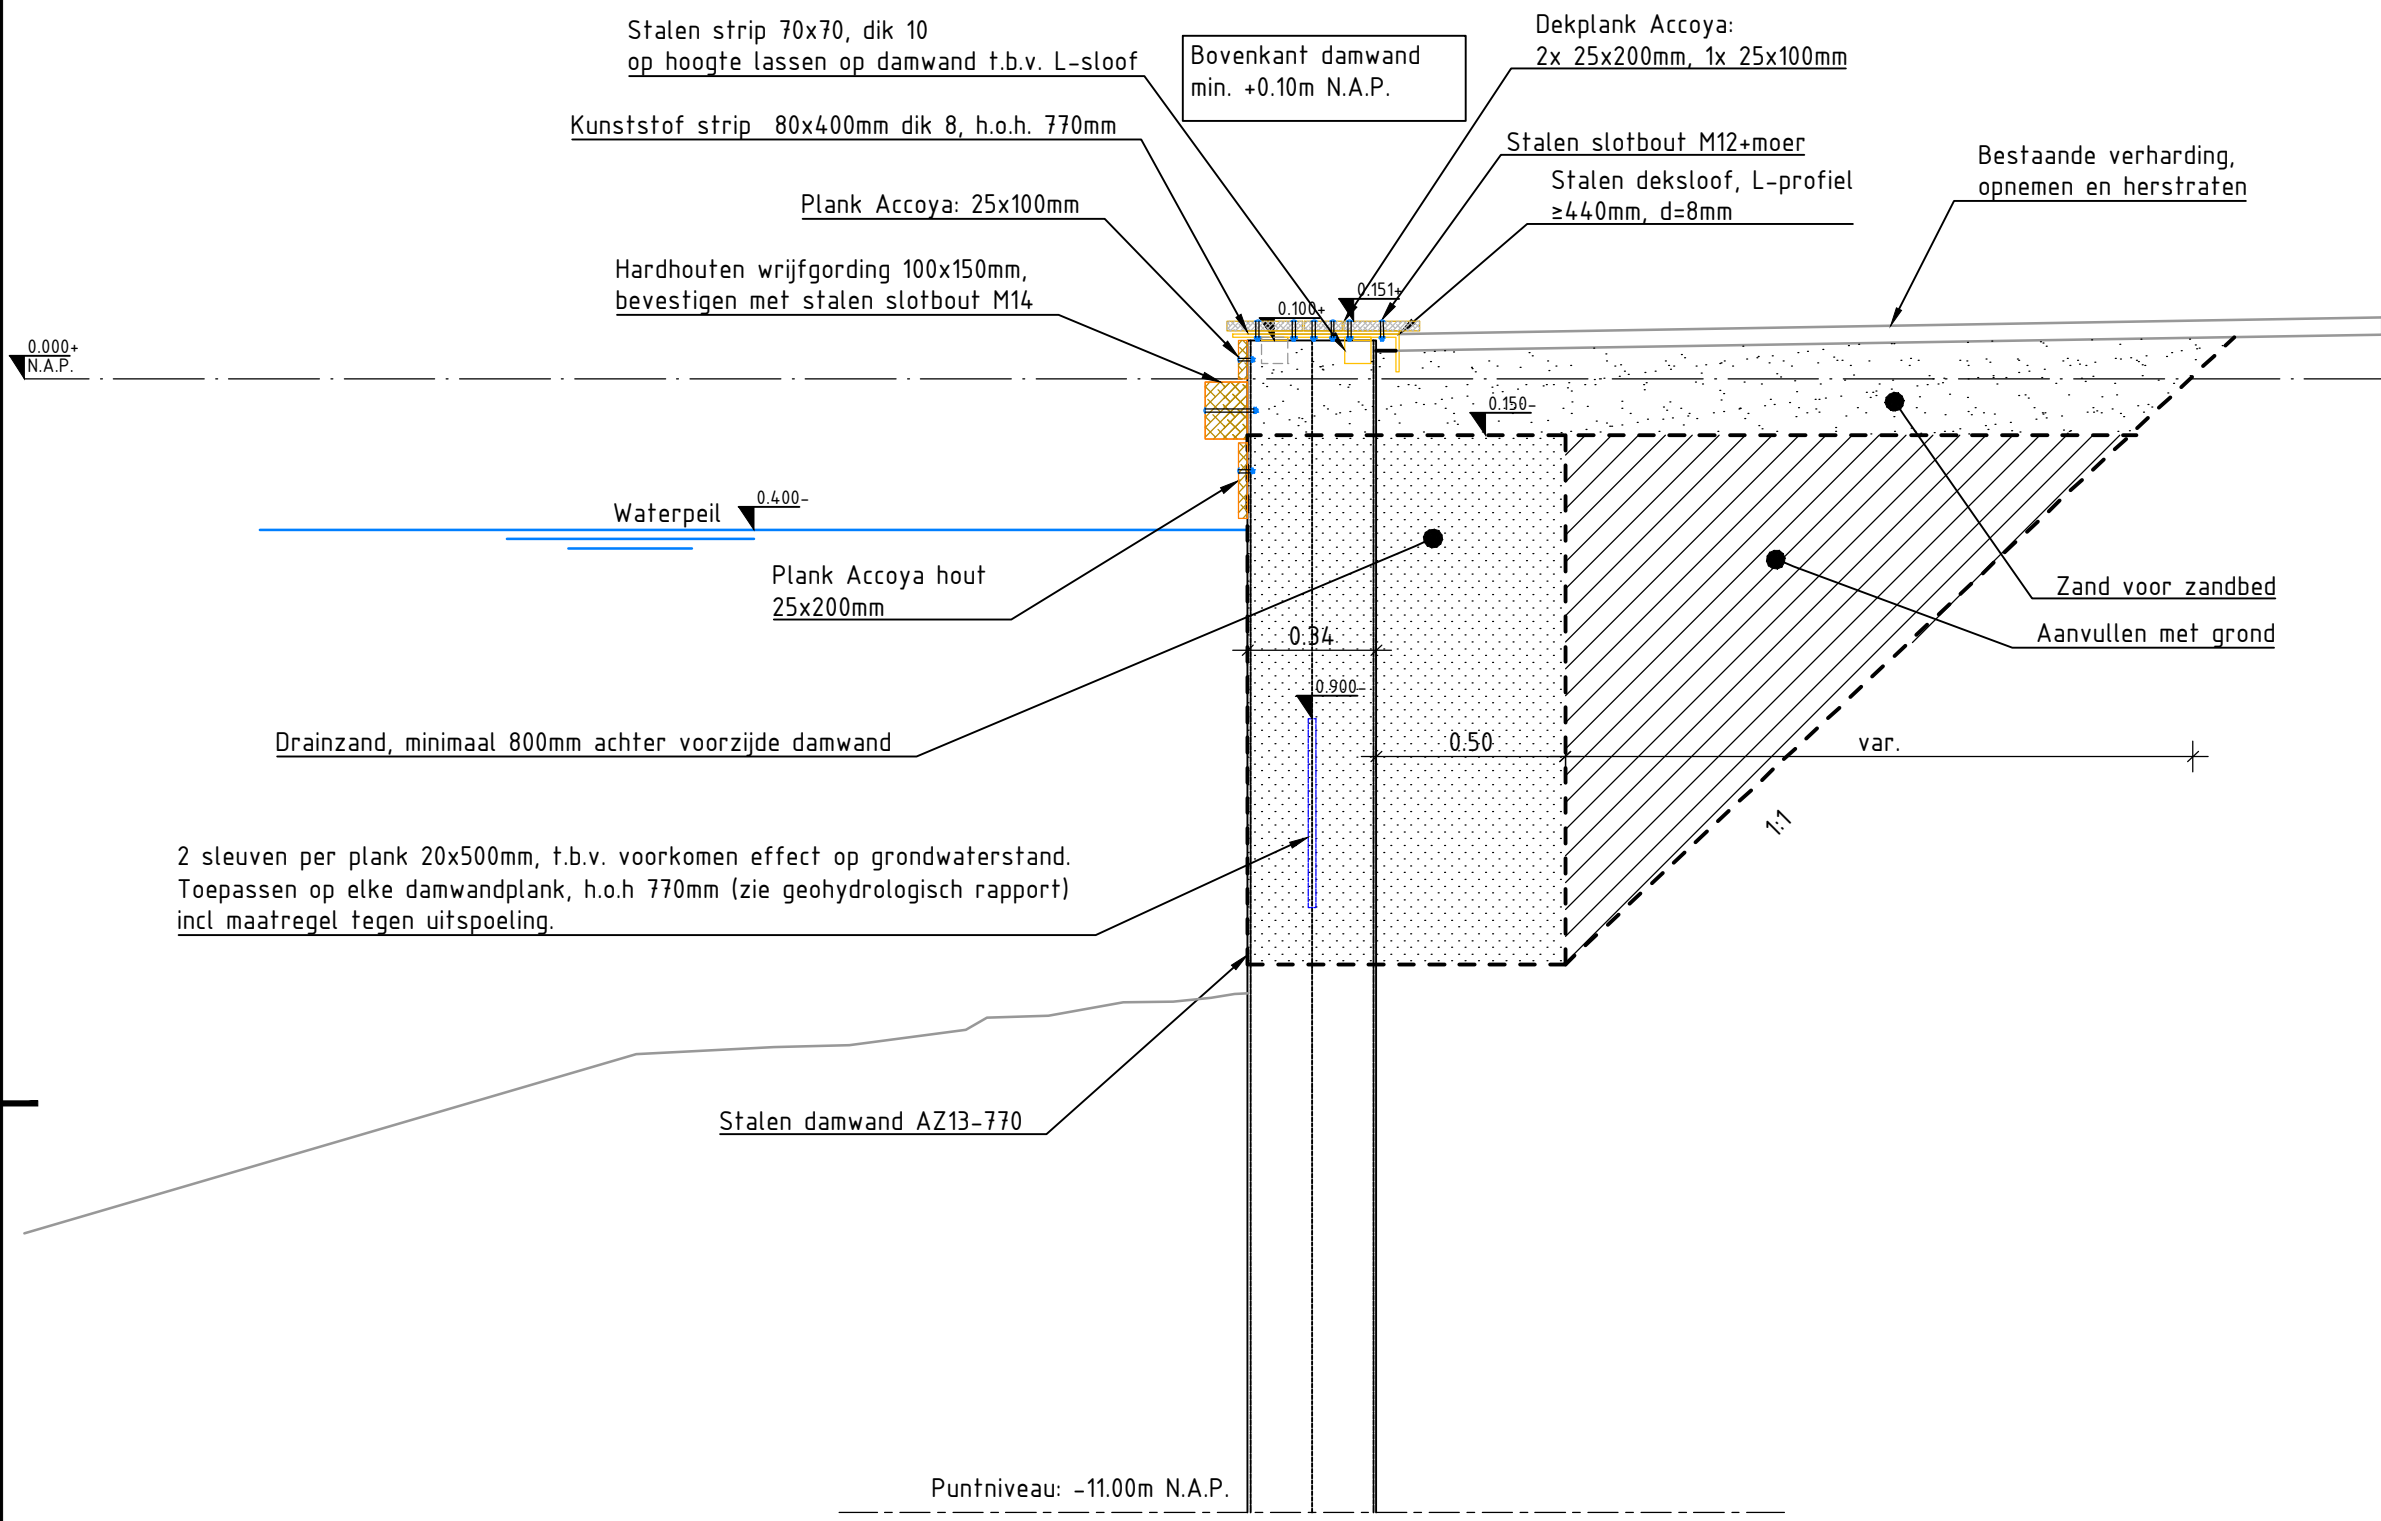 Stalen strip 70x70, dik 10
op hoogte lassen op damwand t.b.v. L-sloof
Bovenkant damwand
min. +0.10m N.A.P.
Dekplank Accoya:
2x 25x200mm, 1x 25x100mm
Kunststof strip 80x400mm dik 8, h.o.h. 770mm
Stalen slotbout M12+moer
Stalen deksloof, L-profiel
≥440mm, d=8mm
Bestaande verharding,
opnemen en herstraten
Plank Accoya: 25x100mm
Hardhouten wrijfgording 100x150mm,
bevestigen met stalen slotbout M14
0.151+
0.100+
0.000+
N.A.P.
0.150-
Waterpeil
0.400-
Plank Accoya hout
25x200mm
Zand voor zandbed
Aanvullen met grond
0.34
0.900-
Drainzand, minimaal 800mm achter voorzijde damwand
0.50
var.
1:1
2 sleuven per plank 20x500mm, t.b.v. voorkomen effect op grondwaterstand.
Toepassen op elke damwandplank, h.o.h 770mm (zie geohydrologisch rapport)
incl maatregel tegen uitspoeling.
Stalen damwand AZ13-770
Puntniveau: -11.00m N.A.P.